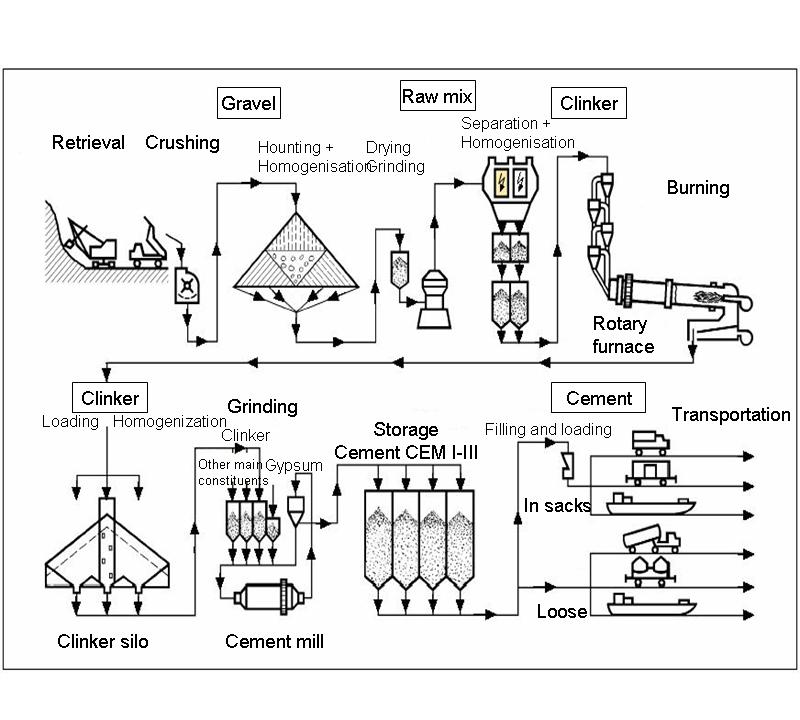 Gravel
Raw mix
Clinker
Retrieval
Crushing
Hounting +
Homogenisation
Drying
Grinding
Separation +
Homogenisation
Burning
Rotary
furnace
Clinker
Loading
Homogenization
Grinding
Clinker
Other main
constituents
Gypsum
Storage
Cement CEM I-III
Cement
Filling and loading
Transportation
In sacks
Loose
Clinker silo
Cement mill